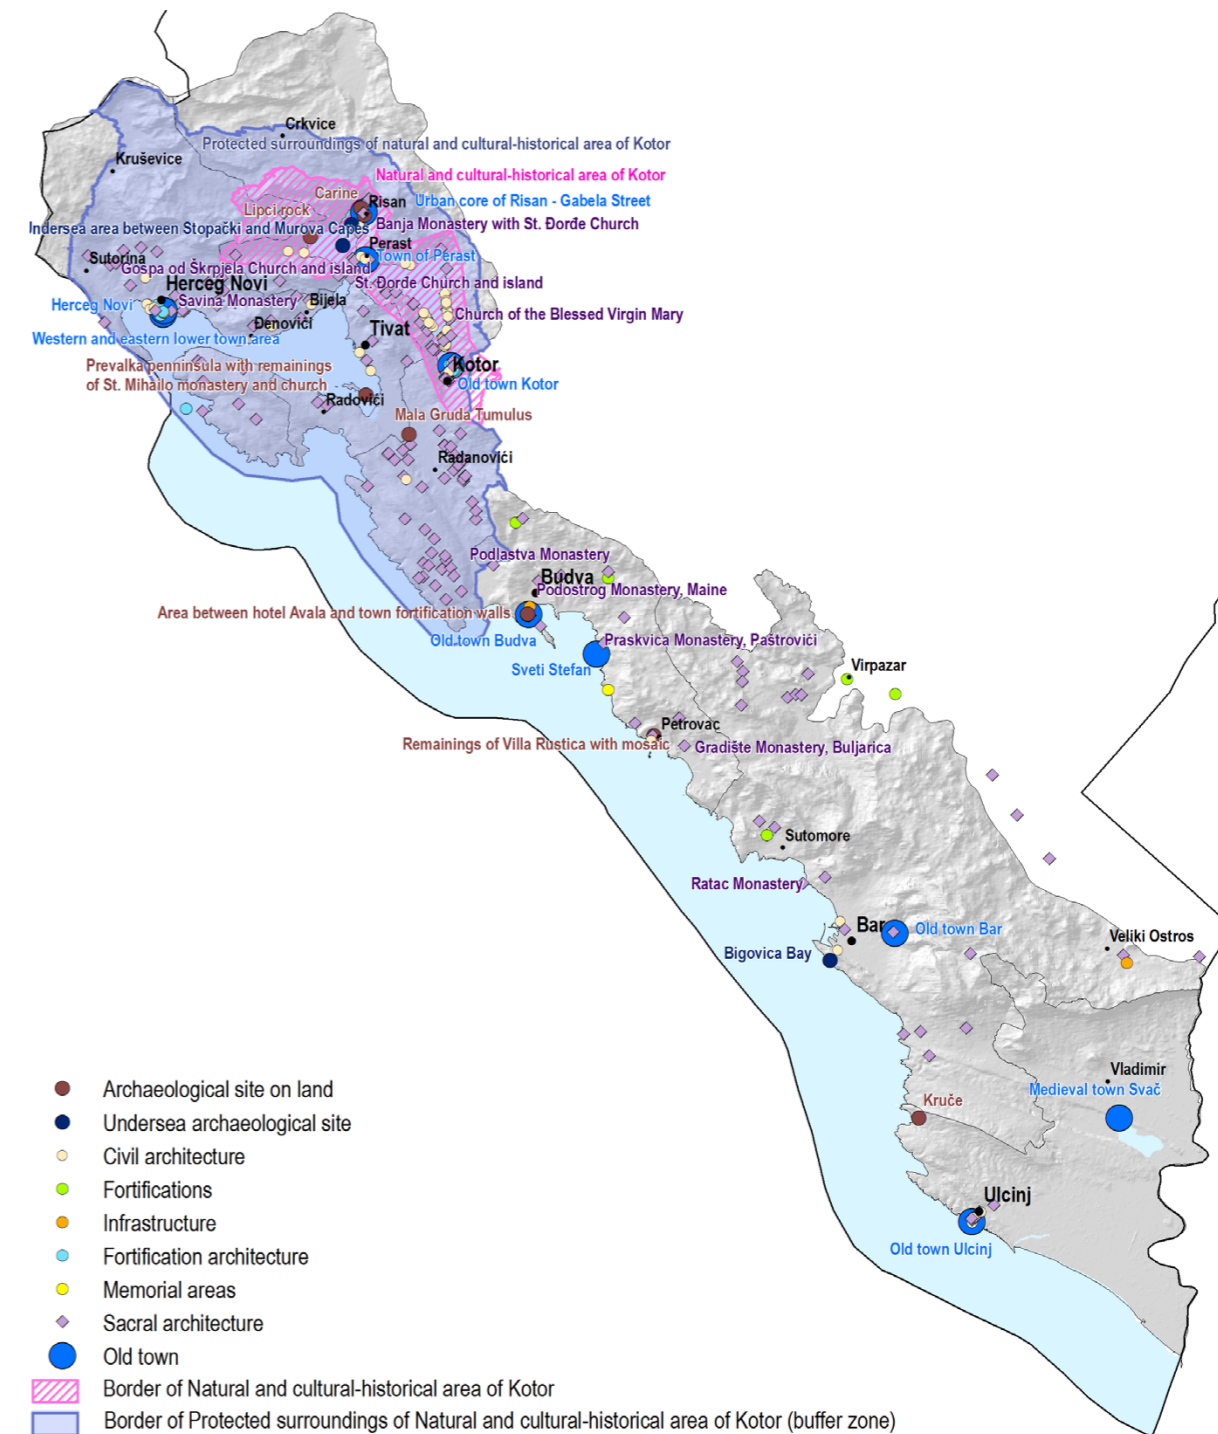 Crkvice
Protected surroundings of natural and cultural-historical area of Kotor
Kruševice
Natural and cultural-historical area of Kotor
Carine
Risan
Urban core of Risan - Gabela Street
Lipci rock
Banja Monastery with St. Đorđe Church
Undersea area between Stopački and Murova Capes
Perast
Town of Perast
Sutorina
Gospa od Škrpjela Church and island
Herceg Novi
St. Đorđe Church and island
Herceg Novi
Savina Monastery
Bijela
Church of the Blessed Virgin Mary
Đenovići
Tivat
Western and eastern lower town area
Prevalka penninsula with remainings
of St. Mihailo monastery and church
Kotor
Old town Kotor
Radovići
Mala Gruda Tumulus
Radanovići
Podlastva Monastery
Budva
Podostrog Monastery, Maine
Area between hotel Avala and town fortification walls
Old town Budva
Praskvica Monastery, Paštrovići
Sveti Stefan
Virpazar
Petrovac
Remainings of Villa Rustica with mosaic
Gradište Monastery, Buljarica
Sutomore
Ratac Monastery
Bar
Old town Bar
Veliki Ostros
Bigovica Bay
Vladimir
Medieval town Svač
Kruče
Ulcinj
Old town Ulcinj
Archaeological site on land
Undersea archaeological site
Civil architecture
Fortifications
Infrastructure
Fortification architecture
Memorial areas
Sacral architecture
Old town
Border of Natural and cultural-historical area of Kotor
Border of Protected surroundings of Natural and cultural-historical area of Kotor (buffer zone)